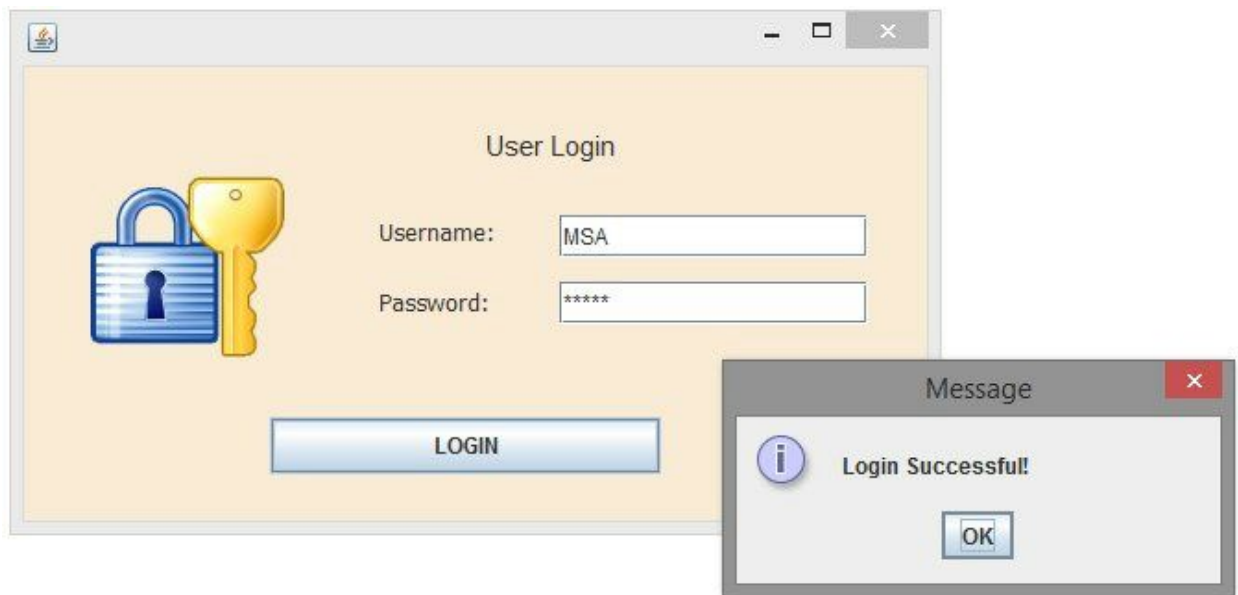 User Login
Username: MSA
Password: *****
LOGIN
Message
Login Successful!
OK